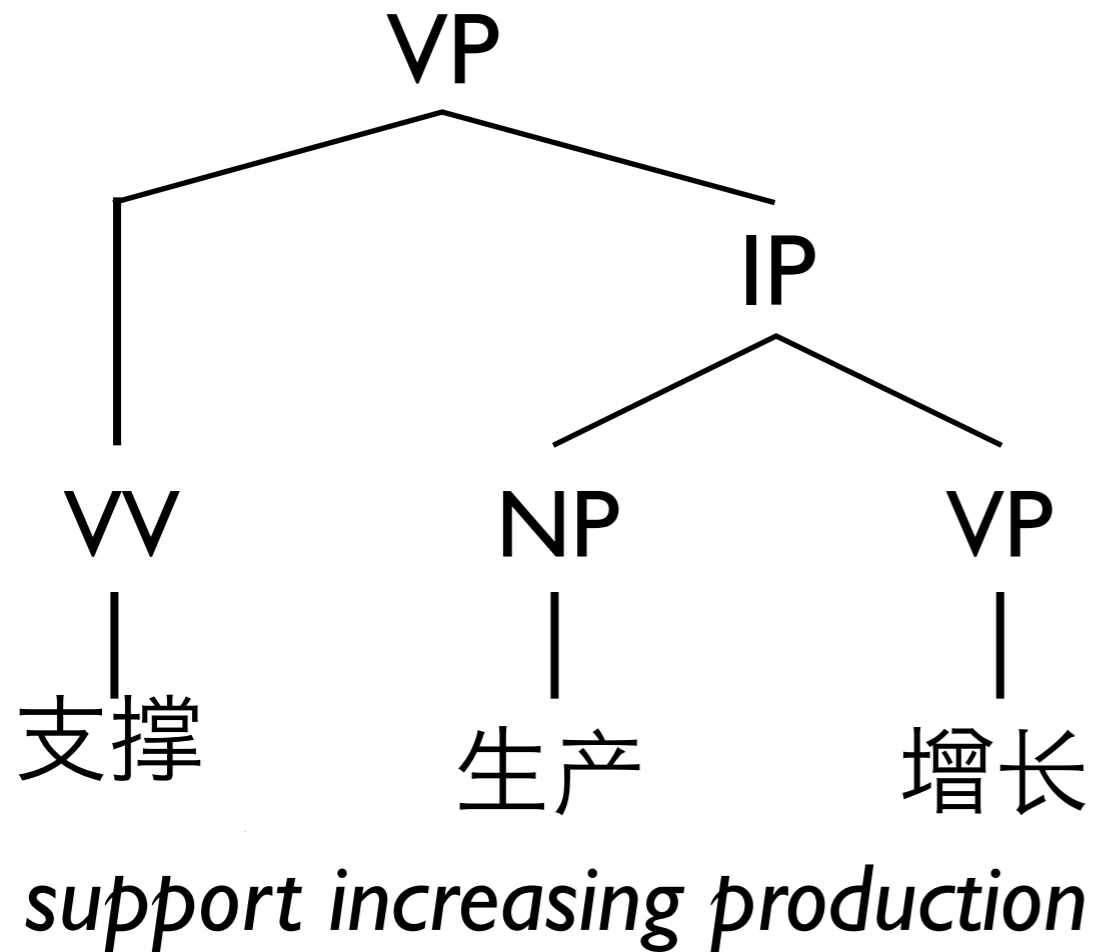 VP
IP
VV NP VP
支撑 生产 增长
support increasing production